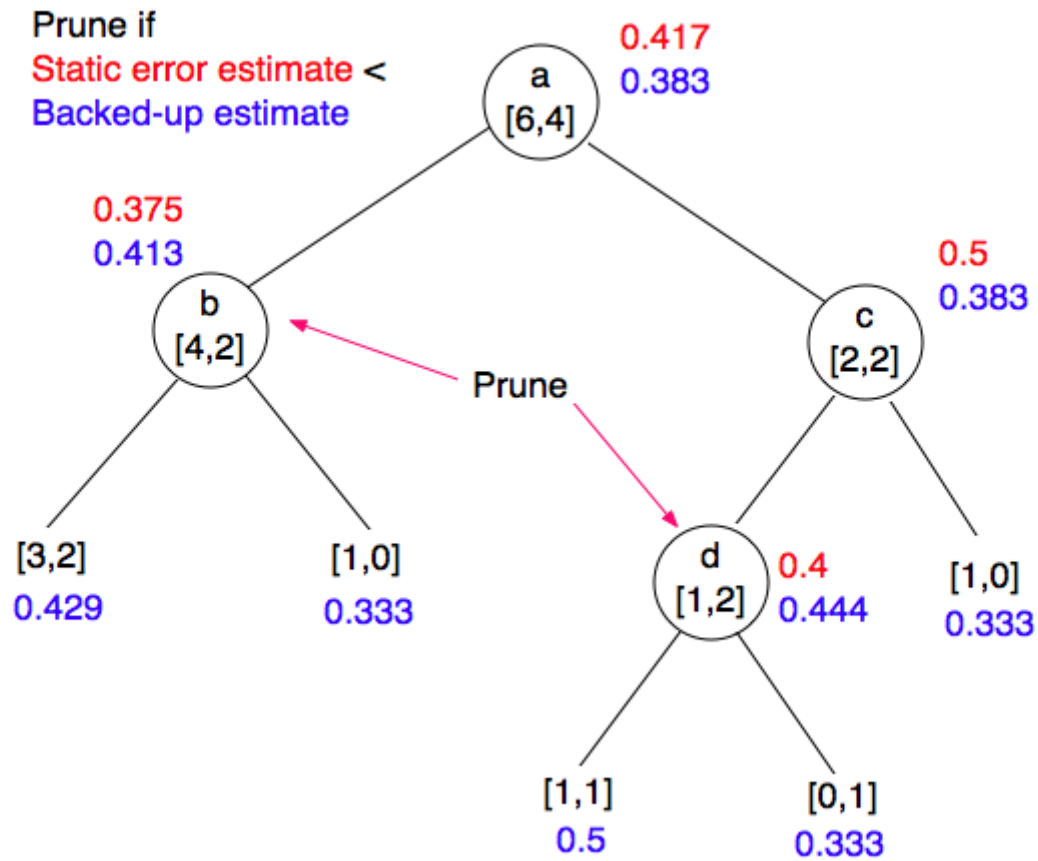 Prune if
Static error estimate <
Backed-up estimate
0.417
0.383
a
[6,4]
0.375
0.413
b
[4,2]
0.5
0.383
c
[2,2]
Prune
[3,2]
0.429
[1,0]
0.333
d
[1,2]
0.4
0.444
[1,0]
0.333
[1,1]
0.5
[0,1]
0.333